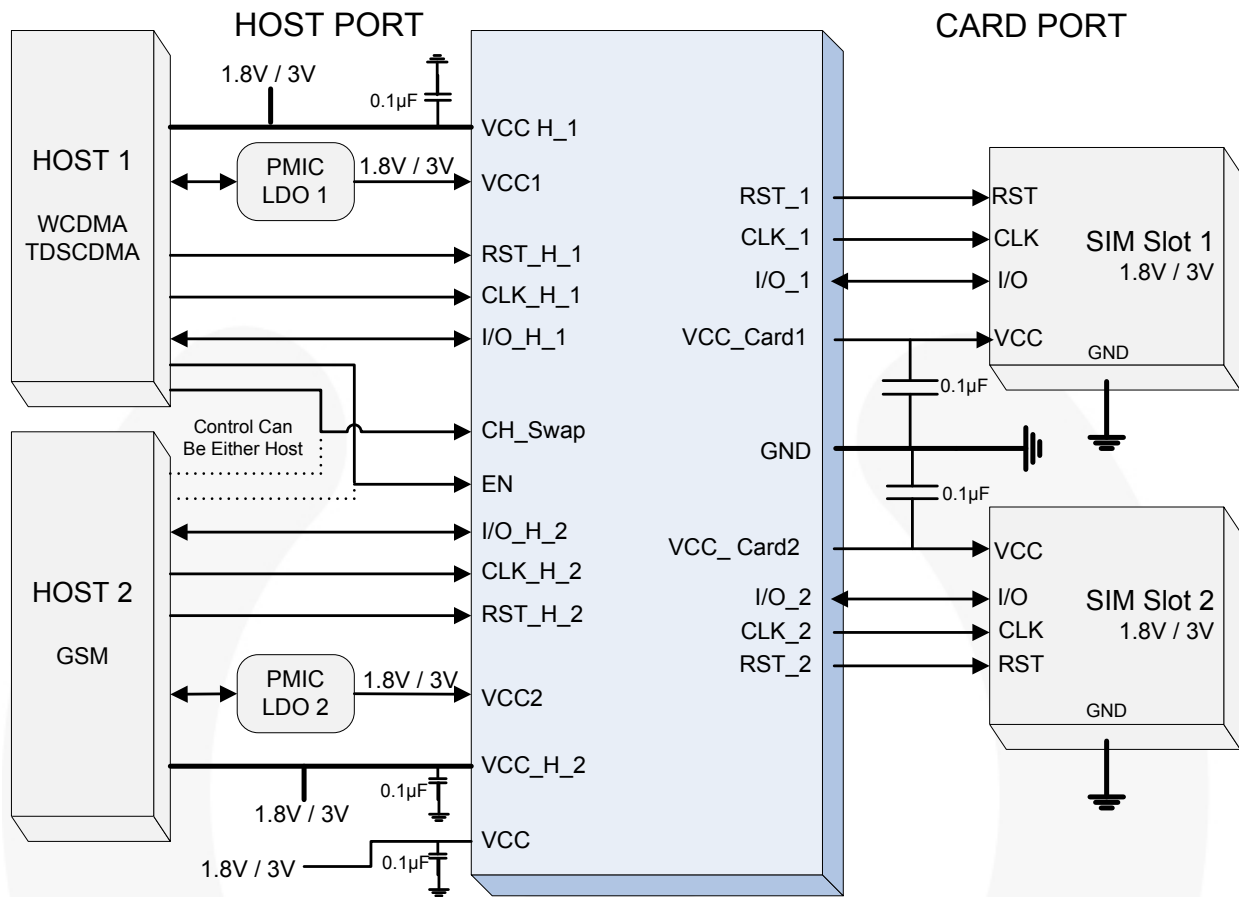 HOST PORT
CARD PORT
1.8V / 3V
0.1µF
VCC H_1
HOST 1
WCDMA
TDSCDMA
PMIC
LDO 1
1.8V / 3V
VCC1
RST_H_1
CLK_H_1
I/O_H_1
Control Can
Be Either Host
CH_Swap
EN
HOST 2
GSM
I/O_H_2
CLK_H_2
RST_H_2
PMIC
LDO 2
1.8V / 3V
VCC2
VCC_H_2
1.8V / 3V
0.1µF
VCC
1.8V / 3V
0.1µF
RST_1
CLK_1
I/O_1
VCC_Card1
GND
VCC_ Card2
I/O_2
CLK_2
RST_2
0.1µF
0.1µF
RST
CLK
I/O
VCC
SIM Slot 1
1.8V / 3V
GND
VCC
I/O
CLK
RST
SIM Slot 2
1.8V / 3V
GND